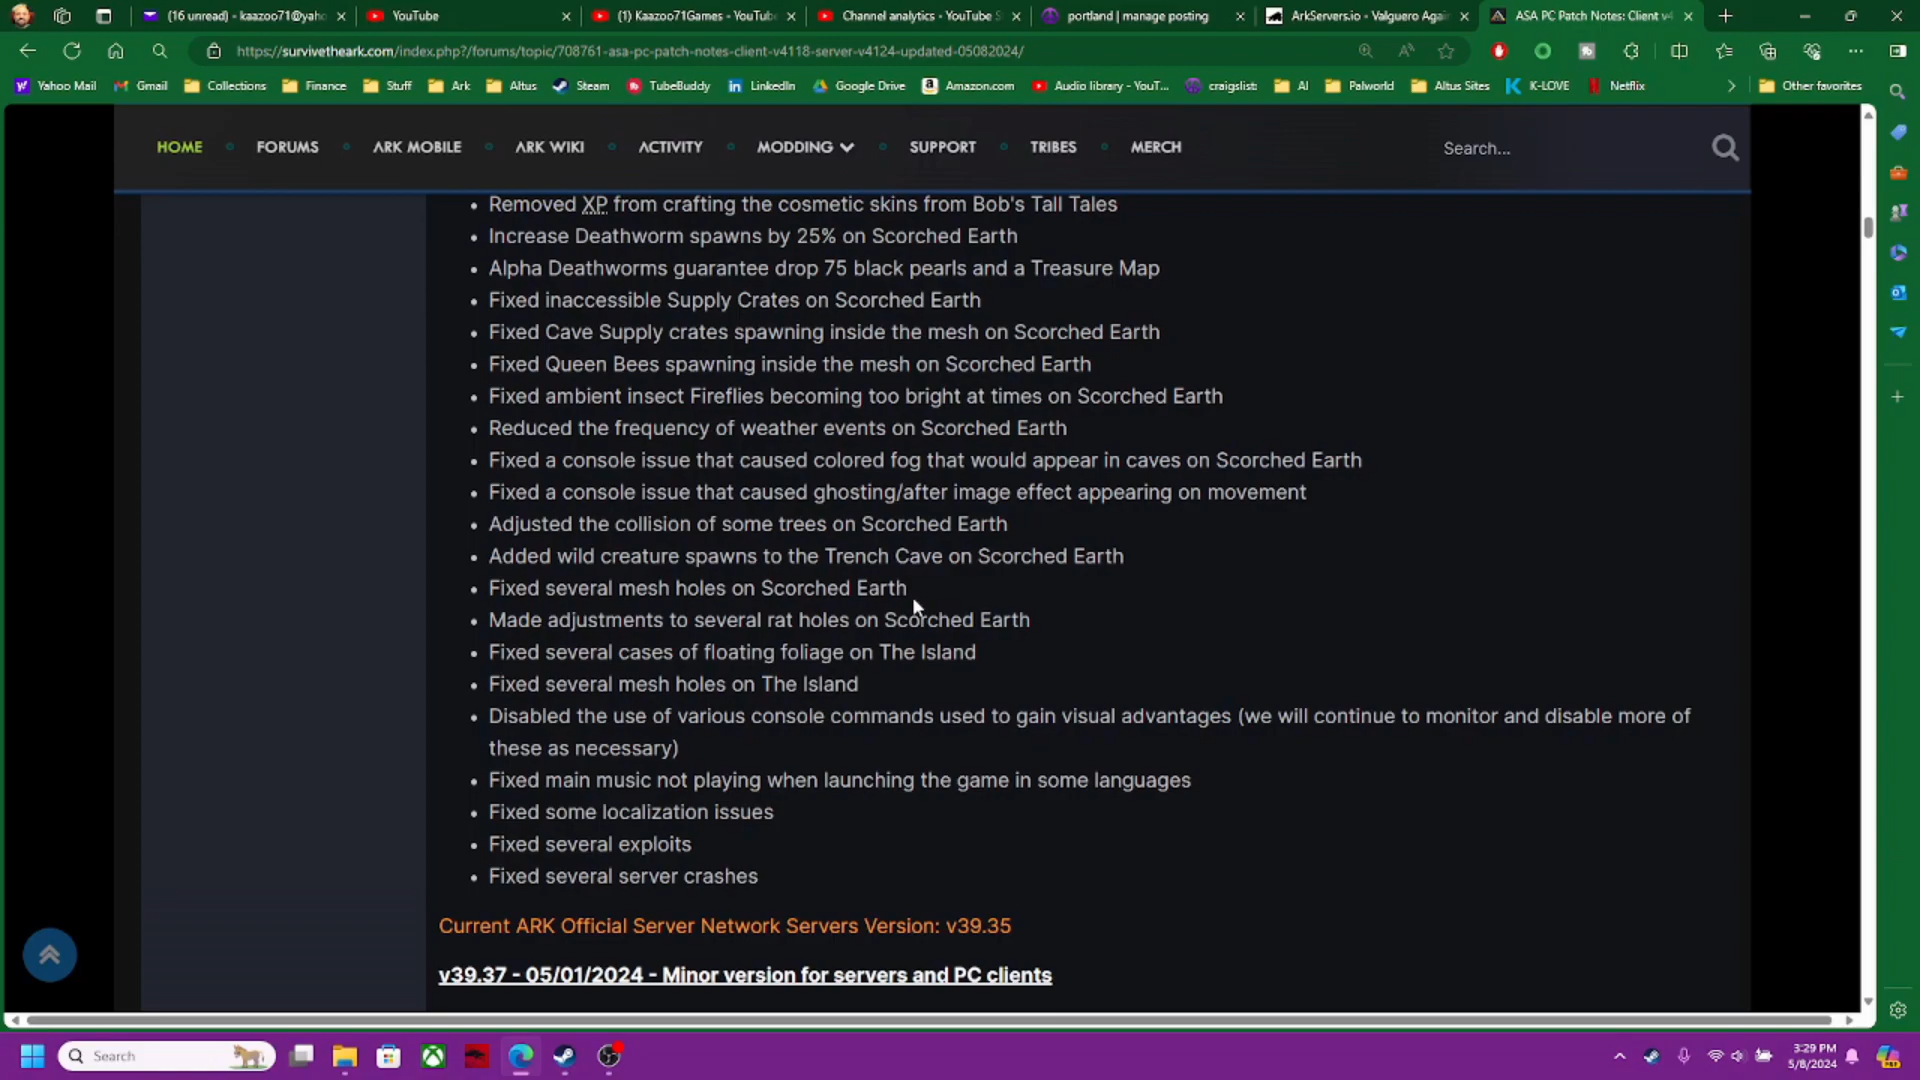 (16 unread) - kaazoo71@yaho
YouTube
(1) Kaazoo71Games - YouTub
Channel analytics - YouTube S
portland | manage posting
ArkServers.io - Valguero Agai
ASA PC Patch Notes: Client v4
https://survivetheark.com/index.php?/forums/topic/708761-asa-pc-patch-notes-client-v4118-server-v4124-updated-05082024/
Yahoo Mail Gmail Collections Finance Stuff Ark Altus Steam TubeBuddy LinkedIn Google Drive Amazon.com Audio library - YouT... craigslist: AI Palworld Altus Sites K-LOVE Netflix Other favorites
HOME FORUMS ARK MOBILE ARK WIKI ACTIVITY MODDING SUPPORT TRIBES MERCH Search...
• Removed XP from crafting the cosmetic skins from Bob's Tall Tales
• Increase Deathworm spawns by 25% on Scorched Earth
• Alpha Deathworms guarantee drop 75 black pearls and a Treasure Map
• Fixed inaccessible Supply Crates on Scorched Earth
• Fixed Cave Supply crates spawning inside the mesh on Scorched Earth
• Fixed Queen Bees spawning inside the mesh on Scorched Earth
• Fixed ambient insect Fireflies becoming too bright at times on Scorched Earth
• Reduced the frequency of weather events on Scorched Earth
• Fixed a console issue that caused colored fog that would appear in caves on Scorched Earth
• Fixed a console issue that caused ghosting/after image effect appearing on movement
• Adjusted the collision of some trees on Scorched Earth
• Added wild creature spawns to the Trench Cave on Scorched Earth
• Fixed several mesh holes on Scorched Earth
• Made adjustments to several rat holes on Scorched Earth
• Fixed several cases of floating foliage on The Island
• Fixed several mesh holes on The Island
• Disabled the use of various console commands used to gain visual advantages (we will continue to monitor and disable more of
these as necessary)
• Fixed main music not playing when launching the game in some languages
• Fixed some localization issues
• Fixed several exploits
• Fixed several server crashes
Current ARK Official Server Network Servers Version: v39.35
v39.37 - 05/01/2024 - Minor version for servers and PC clients
Search
3:29 PM
5/8/2024